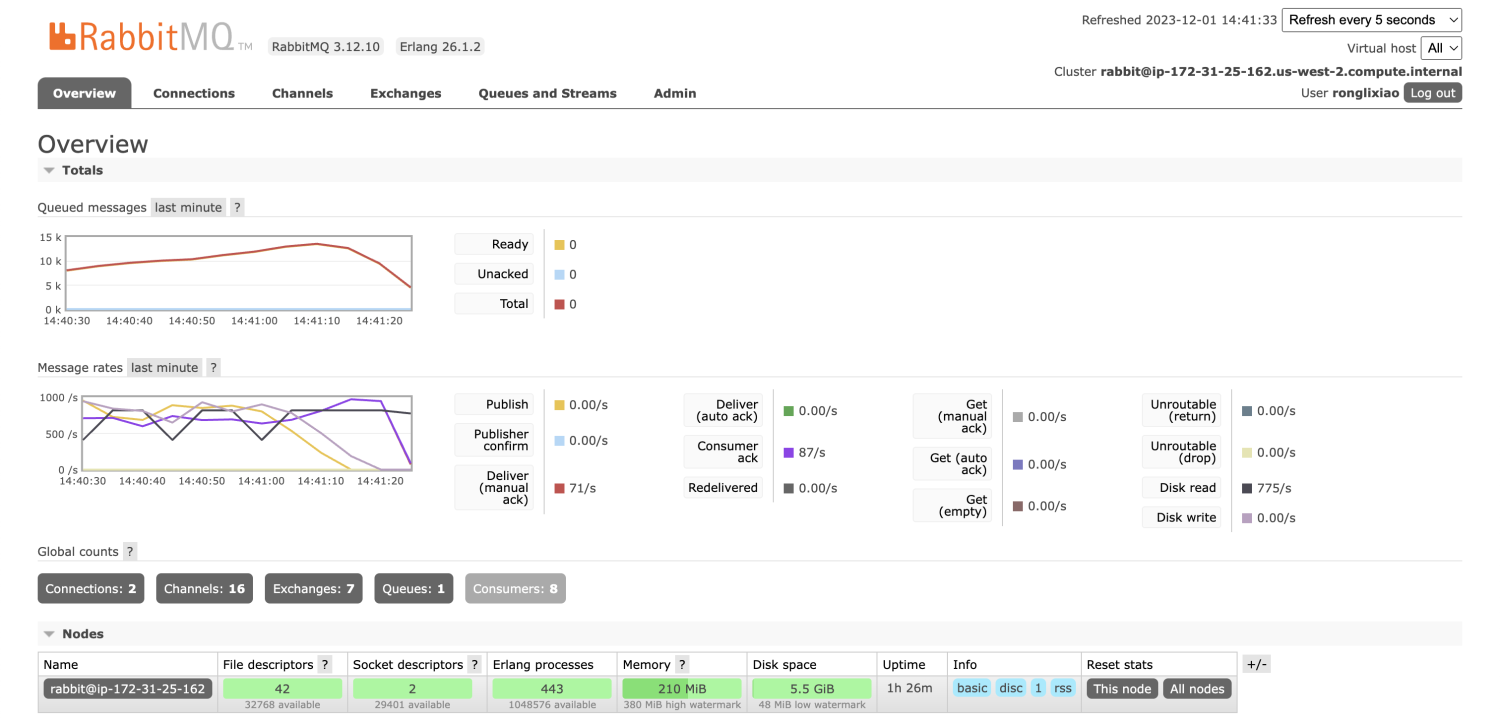 RabbitMQ TM RabbitMQ 3.12.10 Erlang 26.1.2
Refreshed 2023-12-01 14:41:33 Refresh every 5 seconds
Virtual host All
Cluster rabbit@ip-172-31-25-162.us-west-2.compute.internal
User ronglixiao Log out
Overview Connections Channels Exchanges Queues and Streams Admin
Overview
Totals
Queued messages last minute ?
15 k
10 k
5 k
0 k
14:40:30 14:40:40 14:40:50 14:41:00 14:41:10 14:41:20
Ready 0
Unacked 0
Total 0
Message rates last minute ?
1000 /s
500 /s
0 /s
14:40:30 14:40:40 14:40:50 14:41:00 14:41:10 14:41:20
Publish 0.00/s
Publisher
confirm 0.00/s
Deliver
(manual
ack) 71/s
Deliver
(auto ack) 0.00/s
Consumer
ack 87/s
Redelivered 0.00/s
Get
(manual
ack) 0.00/s
Get (auto
ack) 0.00/s
Get
(empty) 0.00/s
Unroutable
(return) 0.00/s
Unroutable
(drop) 0.00/s
Disk read 775/s
Disk write 0.00/s
Global counts ?
Connections: 2 Channels: 16 Exchanges: 7 Queues: 1 Consumers: 8
Nodes
Name File descriptors ? Socket descriptors ? Erlang processes Memory ? Disk space Uptime Info Reset stats +/-
rabbit@ip-172-31-25-162 42 2 443 210 MiB 5.5 GiB 1h 26m basic disc 1 rss This node All nodes
32768 available 29401 available 1048576 available 380 MiB high watermark 48 MiB low watermark